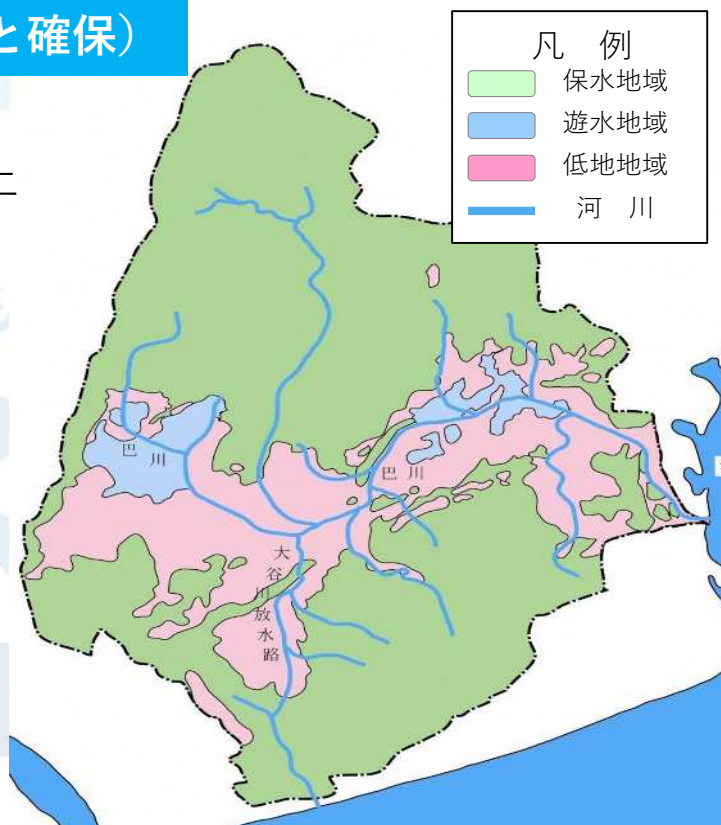 と確保）
凡 例
保水地域
遊水地域
低地地域
河 川
巴 川
巴 川
大谷川放水路